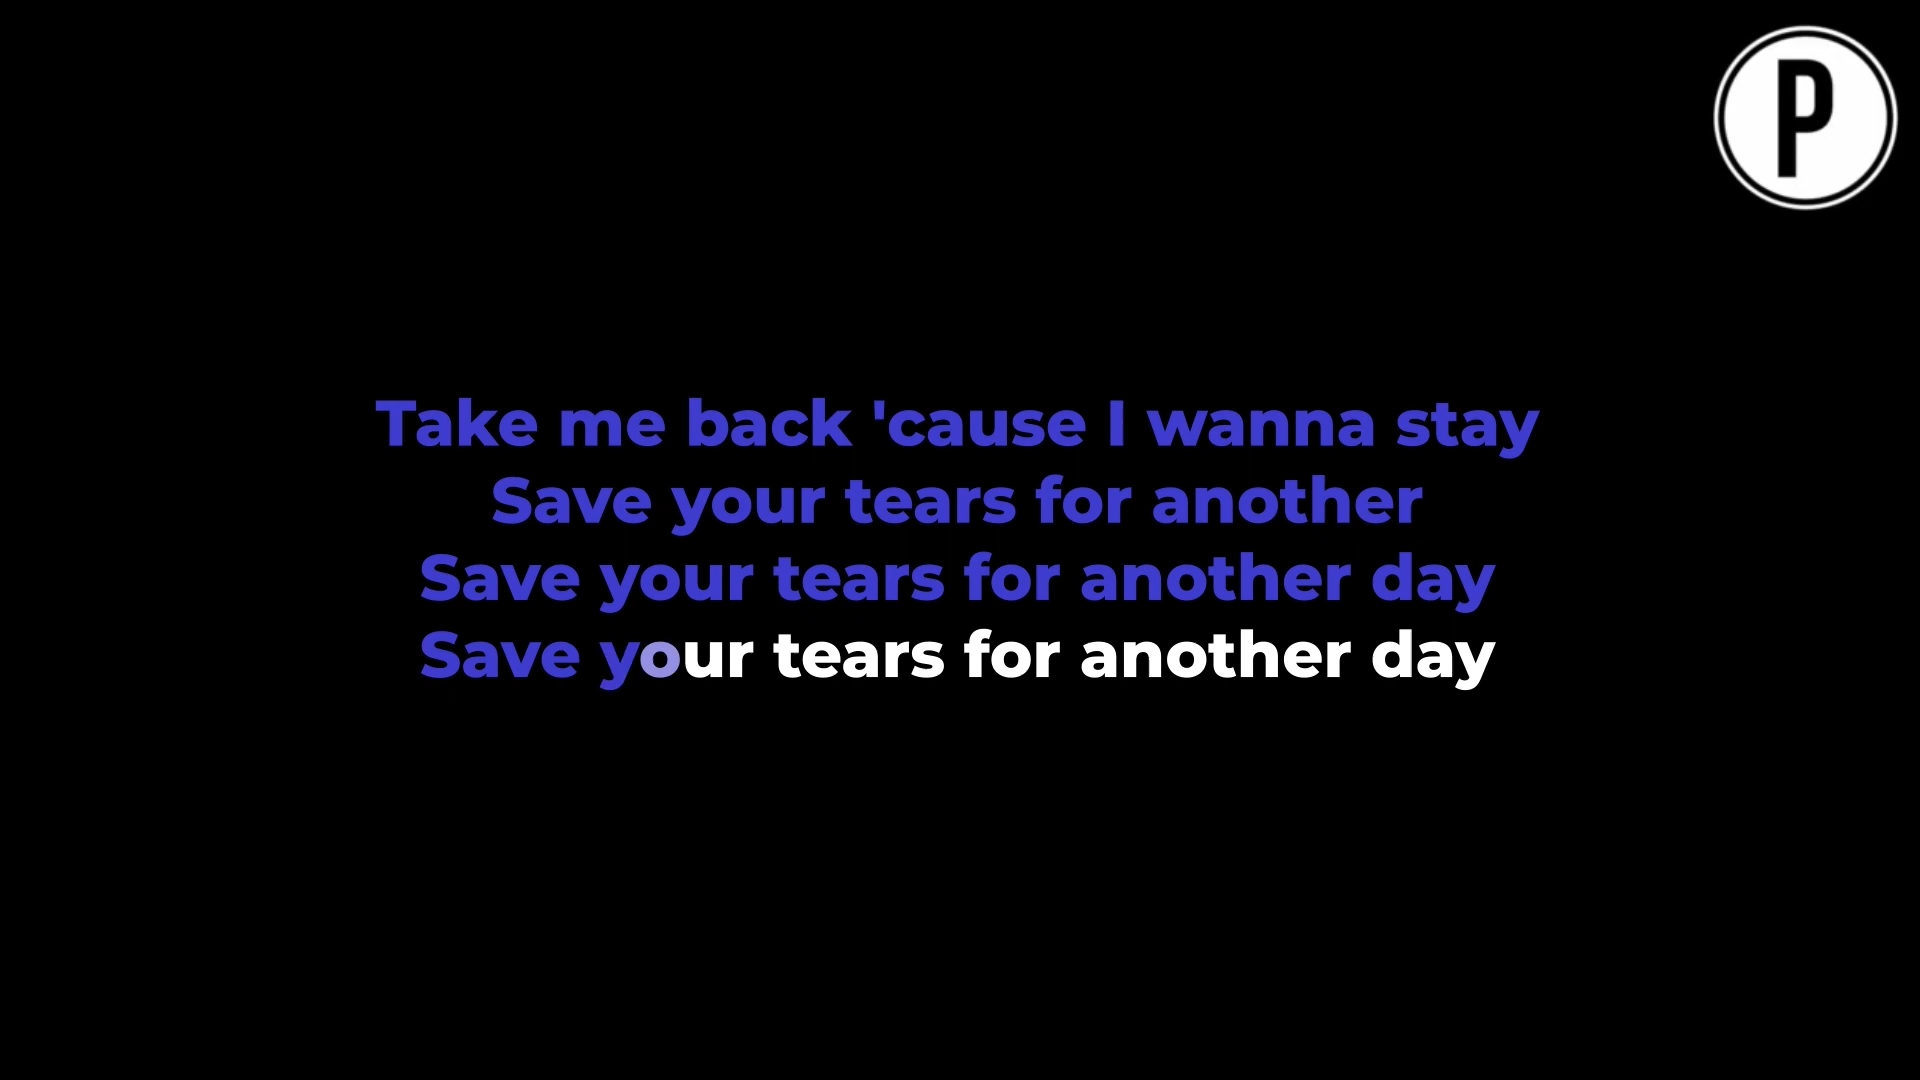 P
Take me back 'cause I wanna stay
Save your tears for another
Save your tears for another day
Save your tears for another day